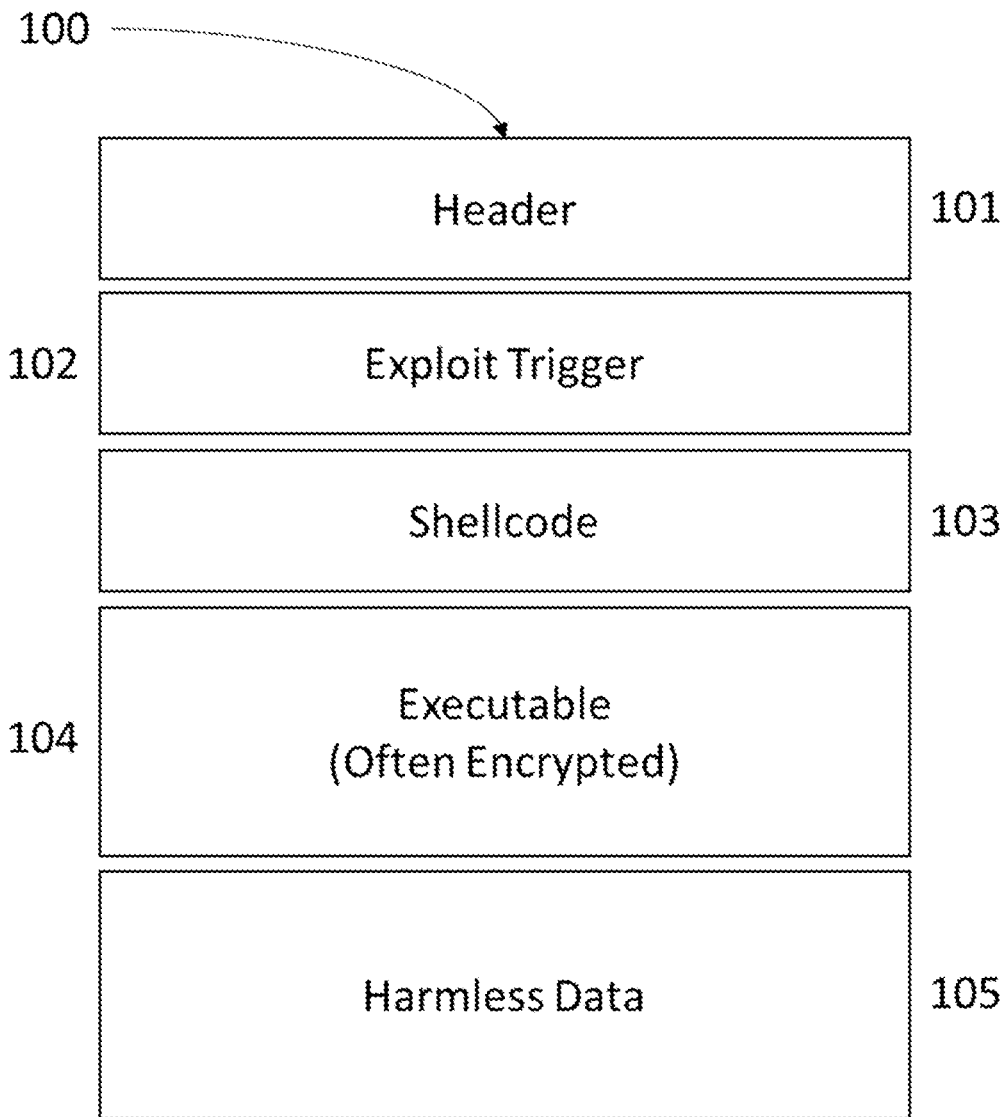 100
Header
101
102
Exploit Trigger
Shellcode
103
104
Executable
(Often Encrypted)
Harmless Data
105